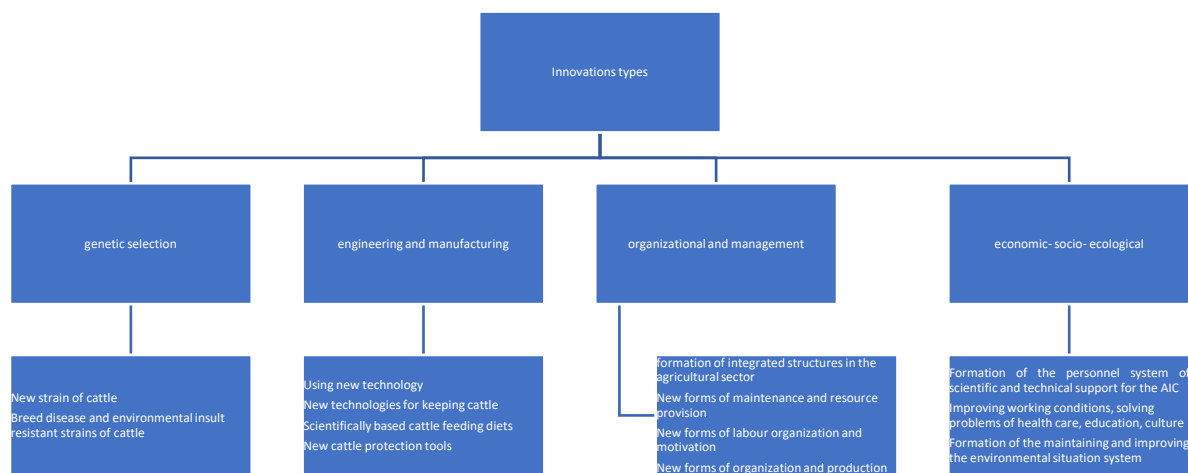 Innovations types
genetic selection
engineering and manufacturing
organizational and management
economic- socio- ecological
New strain of cattle
Breed disease and environmental insult
resistant strains of cattle
Using new technology
New technologies for keeping cattle
Scientifically based cattle feeding diets
New cattle protection tools
formation of integrated structures in the
agricultural sector
New forms of maintenance and resource
provision
New forms of labour organization and
motivation
New forms of organization and production
Formation of the personnel system of
scientific and technical support for the AIC
Improving working conditions, solving
problems of health care, education, culture
Formation of the maintaining and improving
the environmental situation system